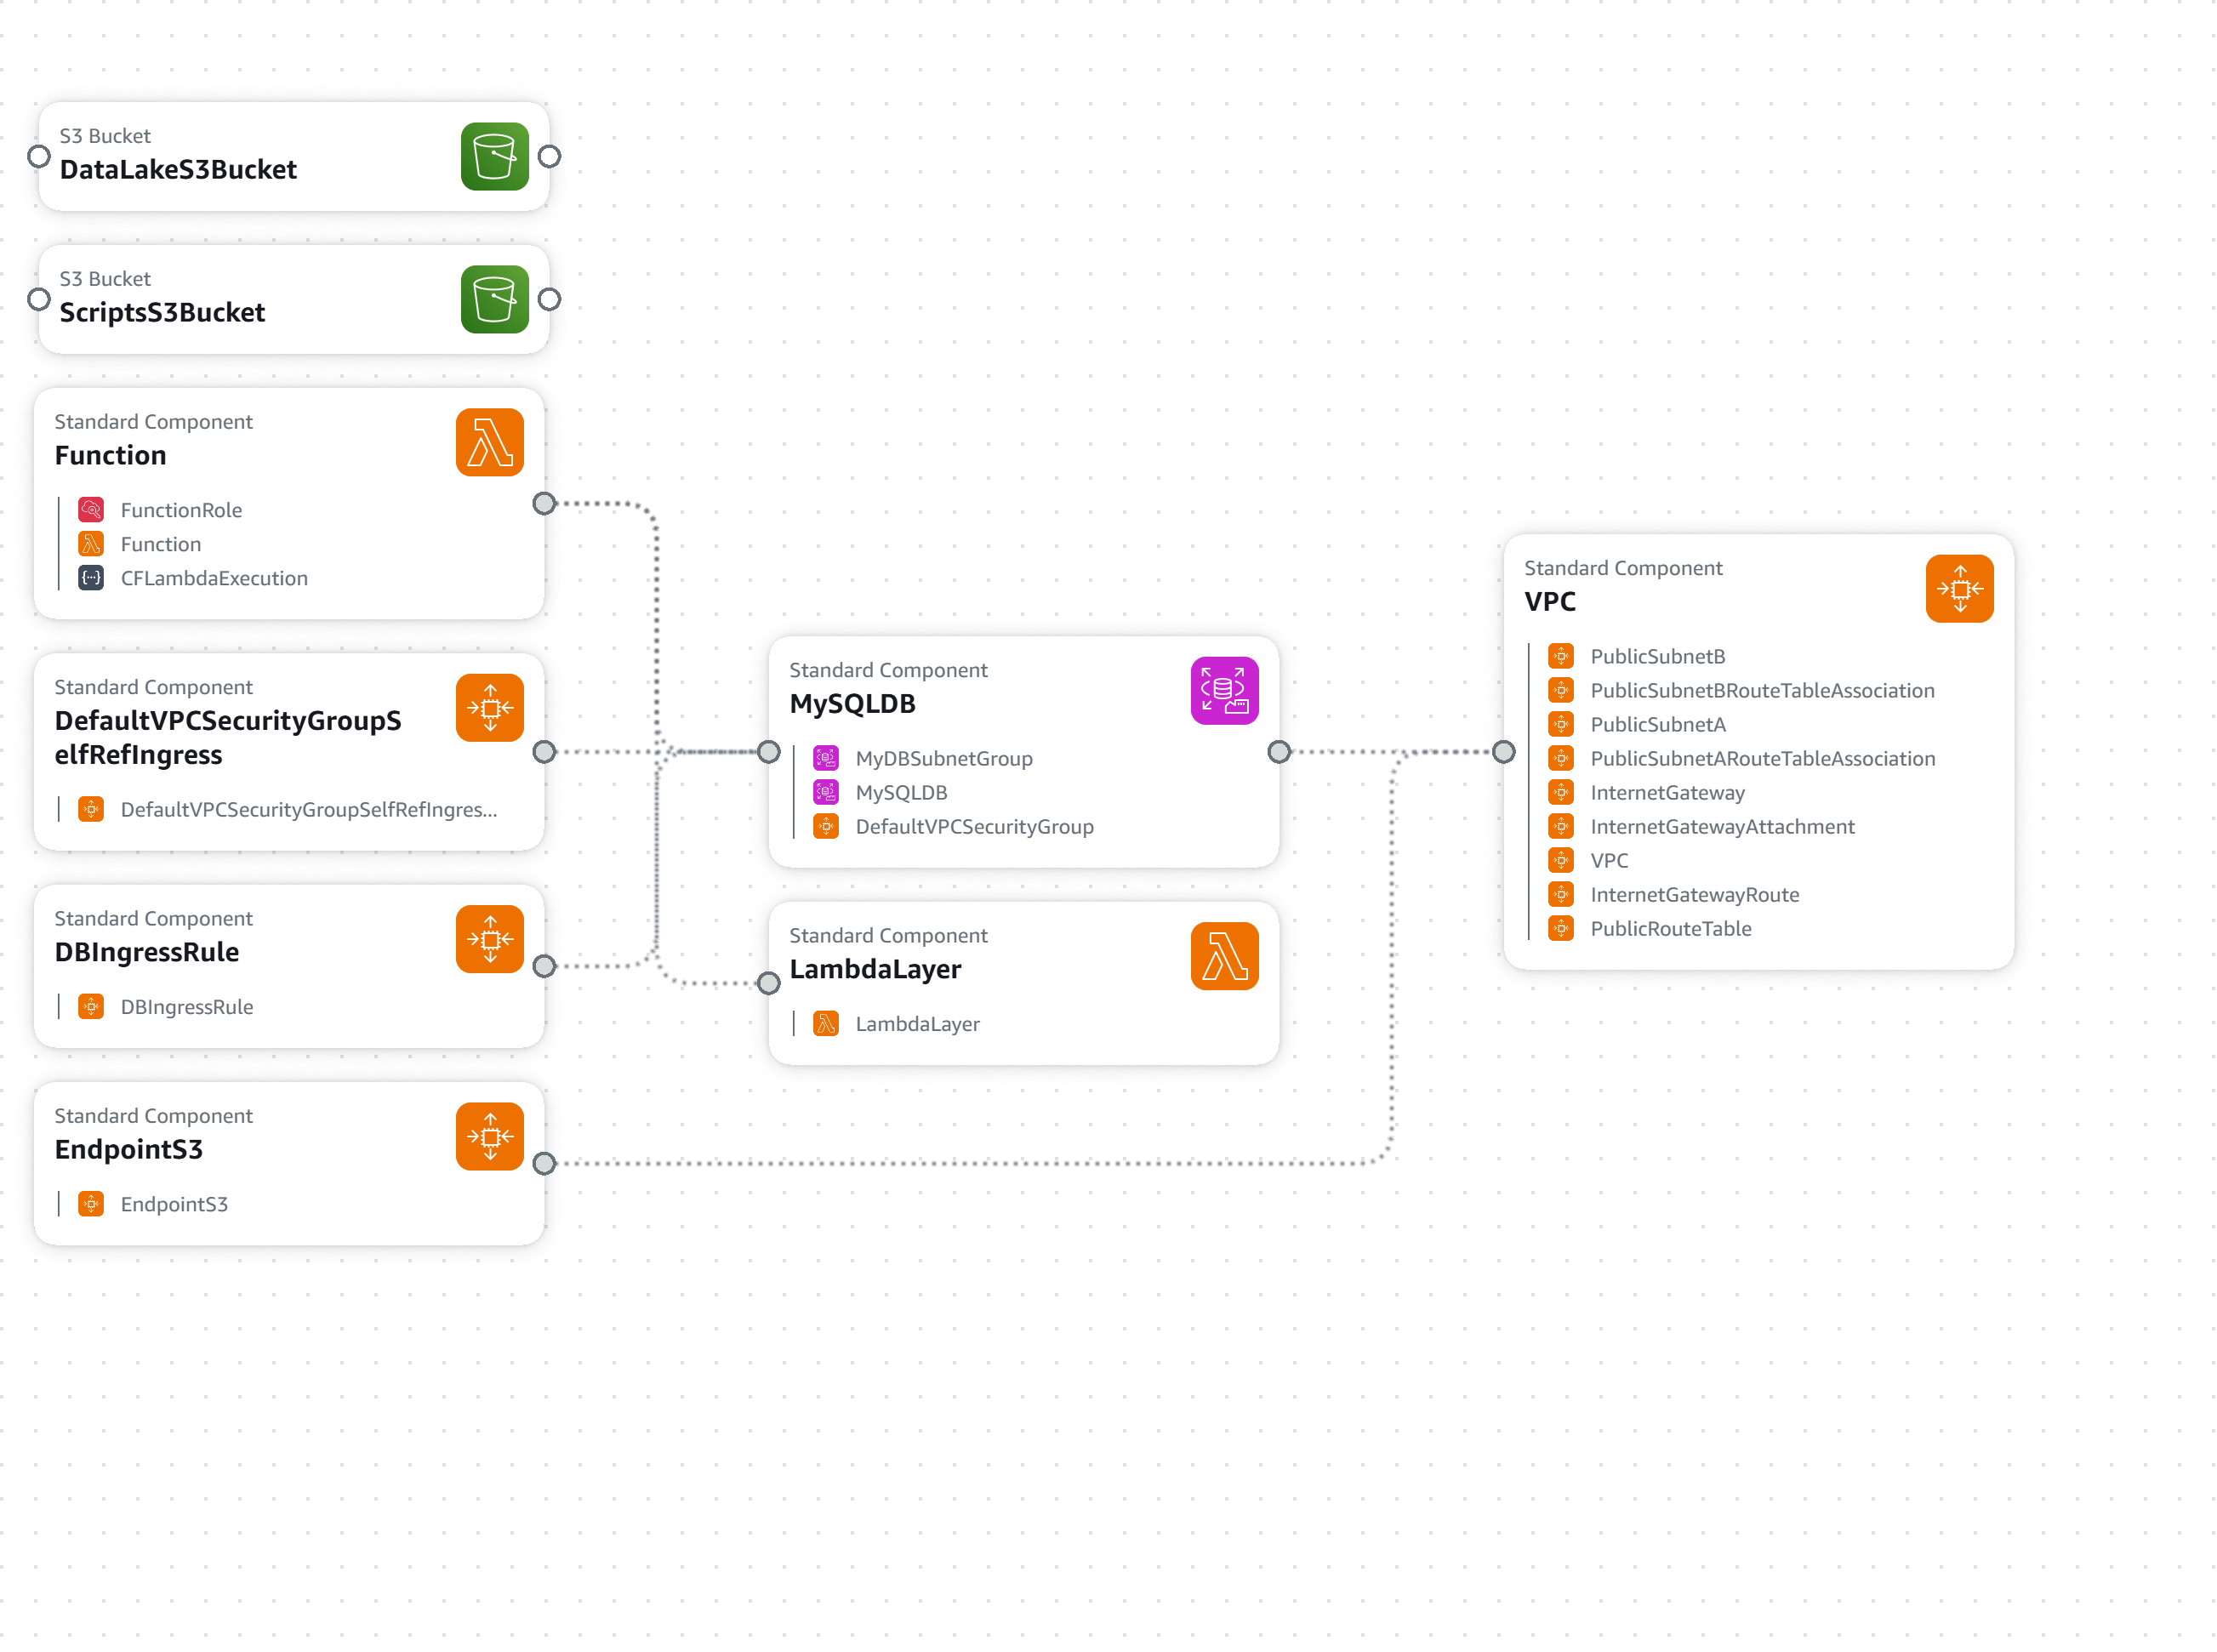 S3 Bucket
DataLakeS3Bucket
S3 Bucket
ScriptsS3Bucket
Standard Component
Function
FunctionRole
Function
CFLambdaExecution
Standard Component
DefaultVPCSecurityGroupS
elfRefIngress
DefaultVPCSecurityGroupSelfRefIngres...
Standard Component
DBIngressRule
DBIngressRule
Standard Component
EndpointS3
EndpointS3
Standard Component
MySQLDB
MyDBSubnetGroup
MySQLDB
DefaultVPCSecurityGroup
Standard Component
LambdaLayer
LambdaLayer
Standard Component
VPC
PublicSubnetB
PublicSubnetBRouteTableAssociation
PublicSubnetA
PublicSubnetARouteTableAssociation
InternetGateway
InternetGatewayAttachment
VPC
InternetGatewayRoute
PublicRouteTable